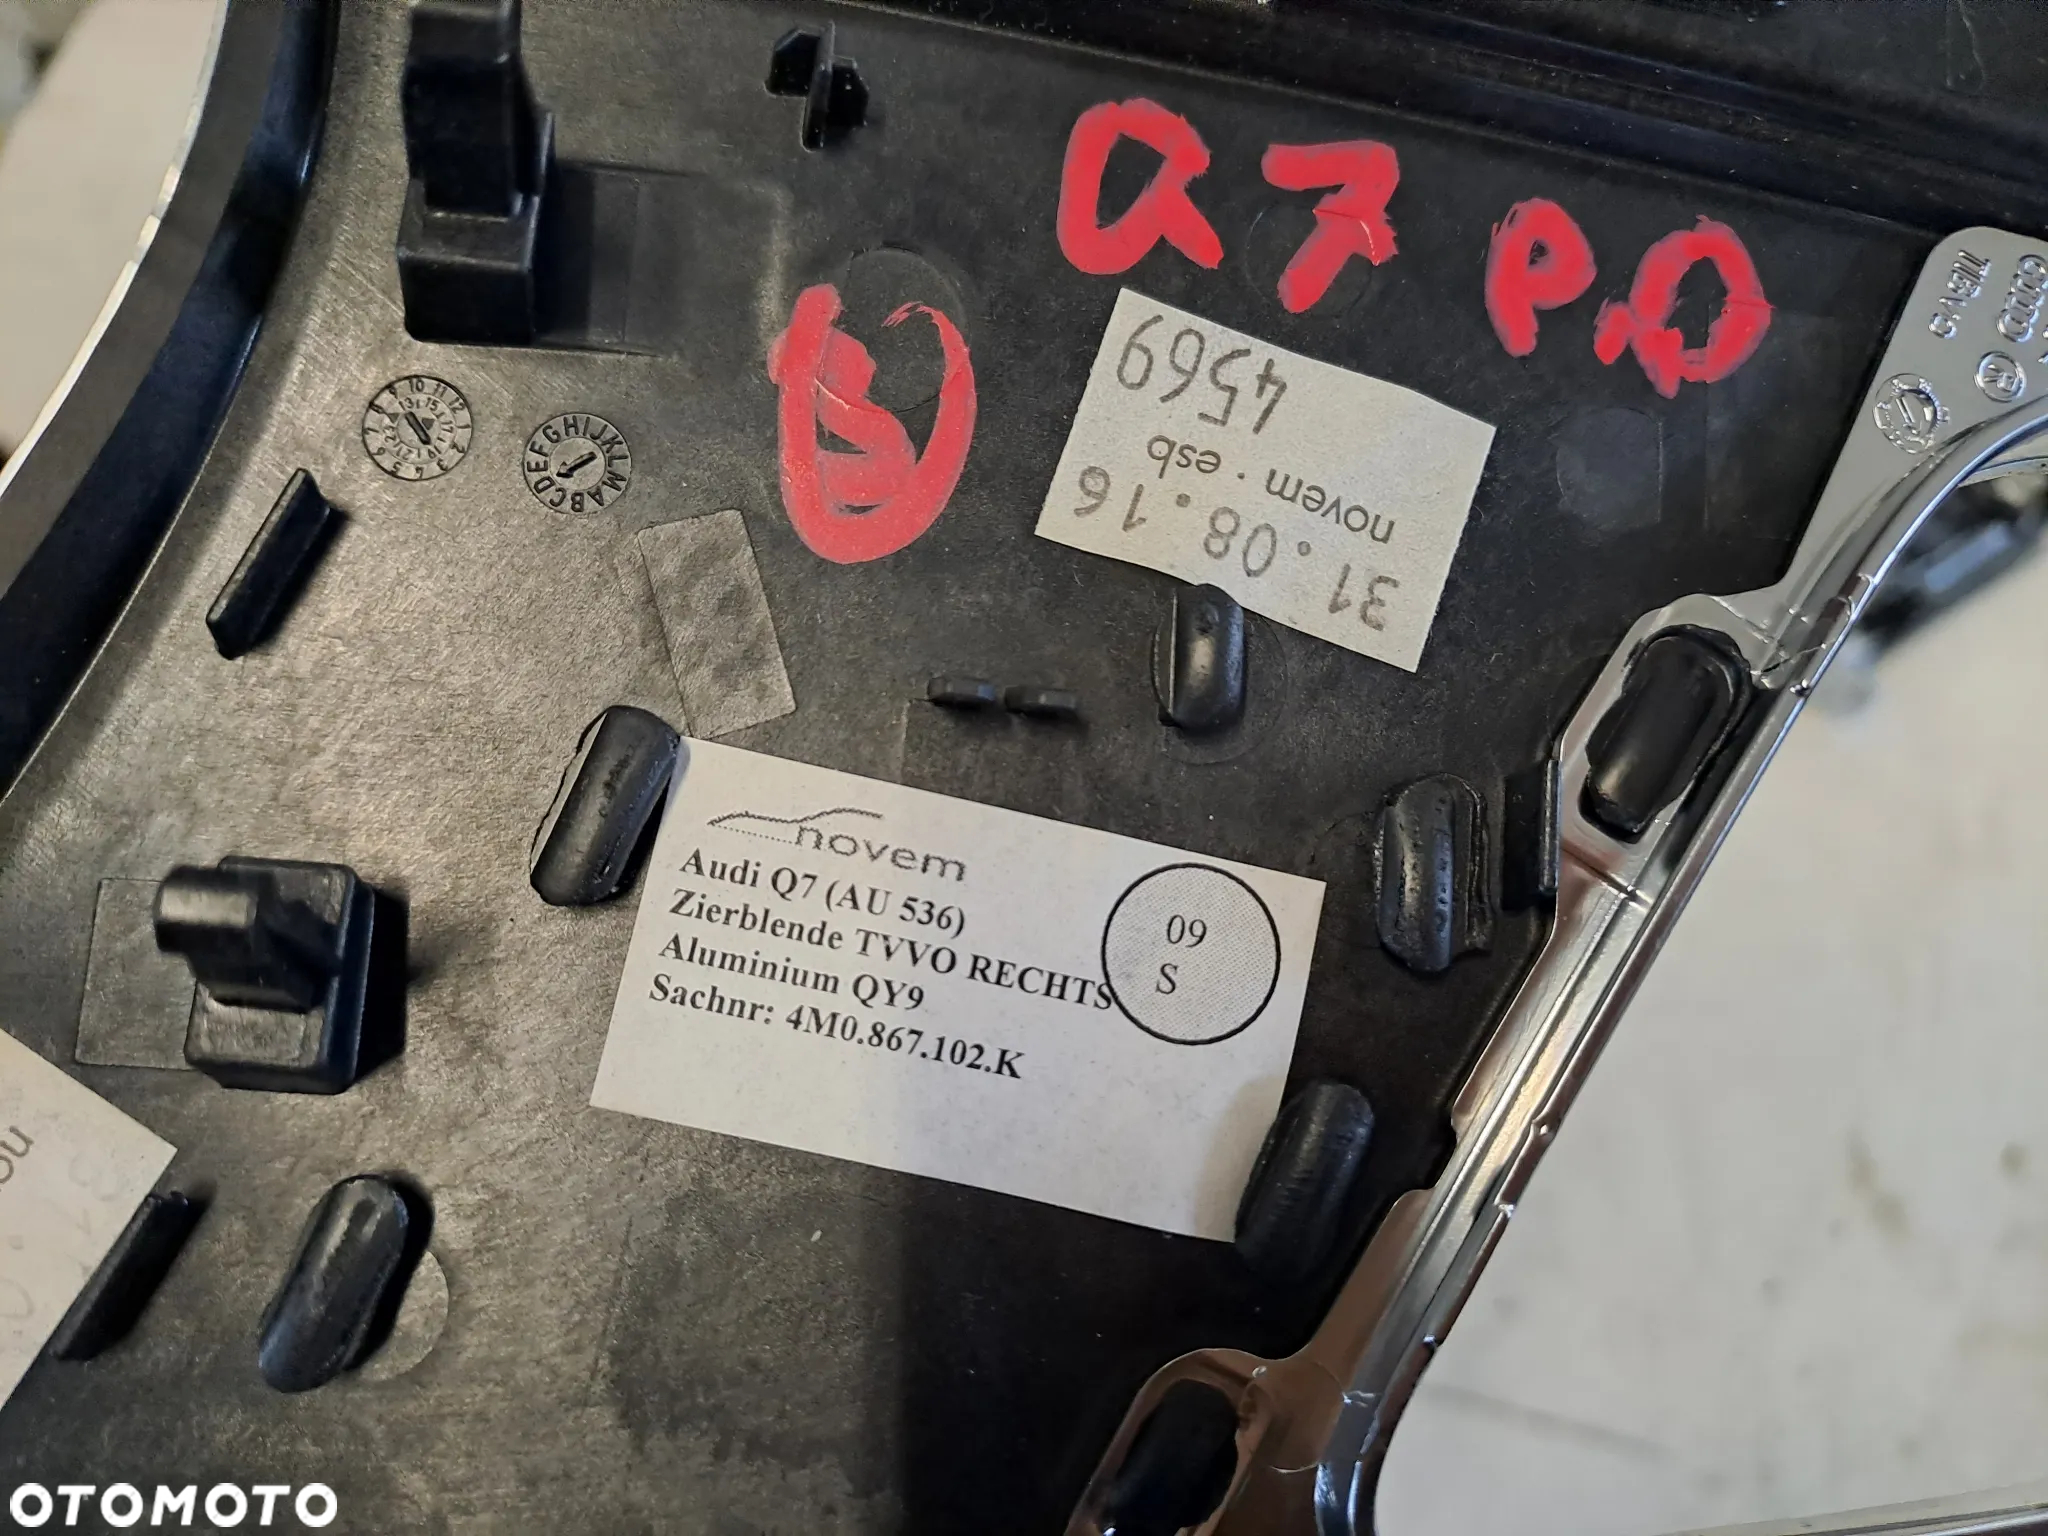 Q7 P.P
S
4569
novem · esb
31.08.16
novem
Audi Q7 (AU 536)
Zierblende TVVO RECHTS
Aluminium QY9
Sachnr: 4M0.867.102.K
09
S
ABCDEFGHIJKLM
OTOMOTO